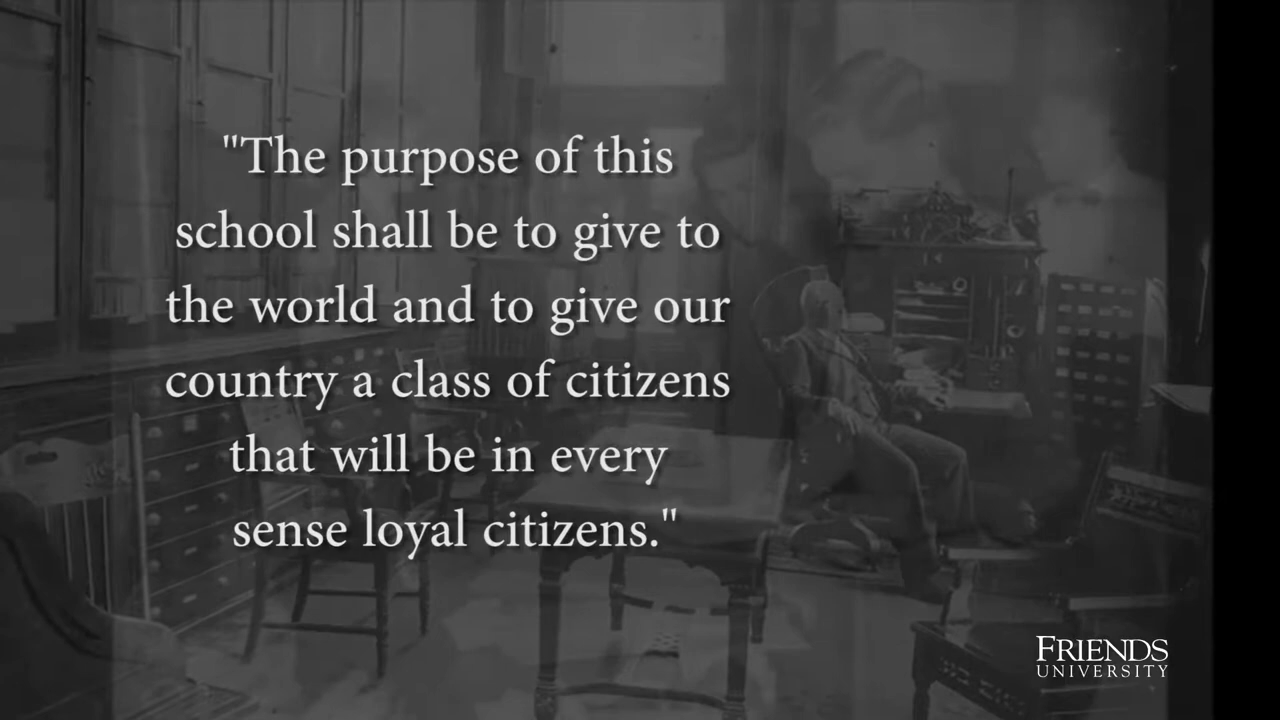 "The purpose of this
school shall be to give to
the world and to give our
country a class of citizens
that will be in every
sense loyal citizens."
FRIENDS
UNIVERSITY